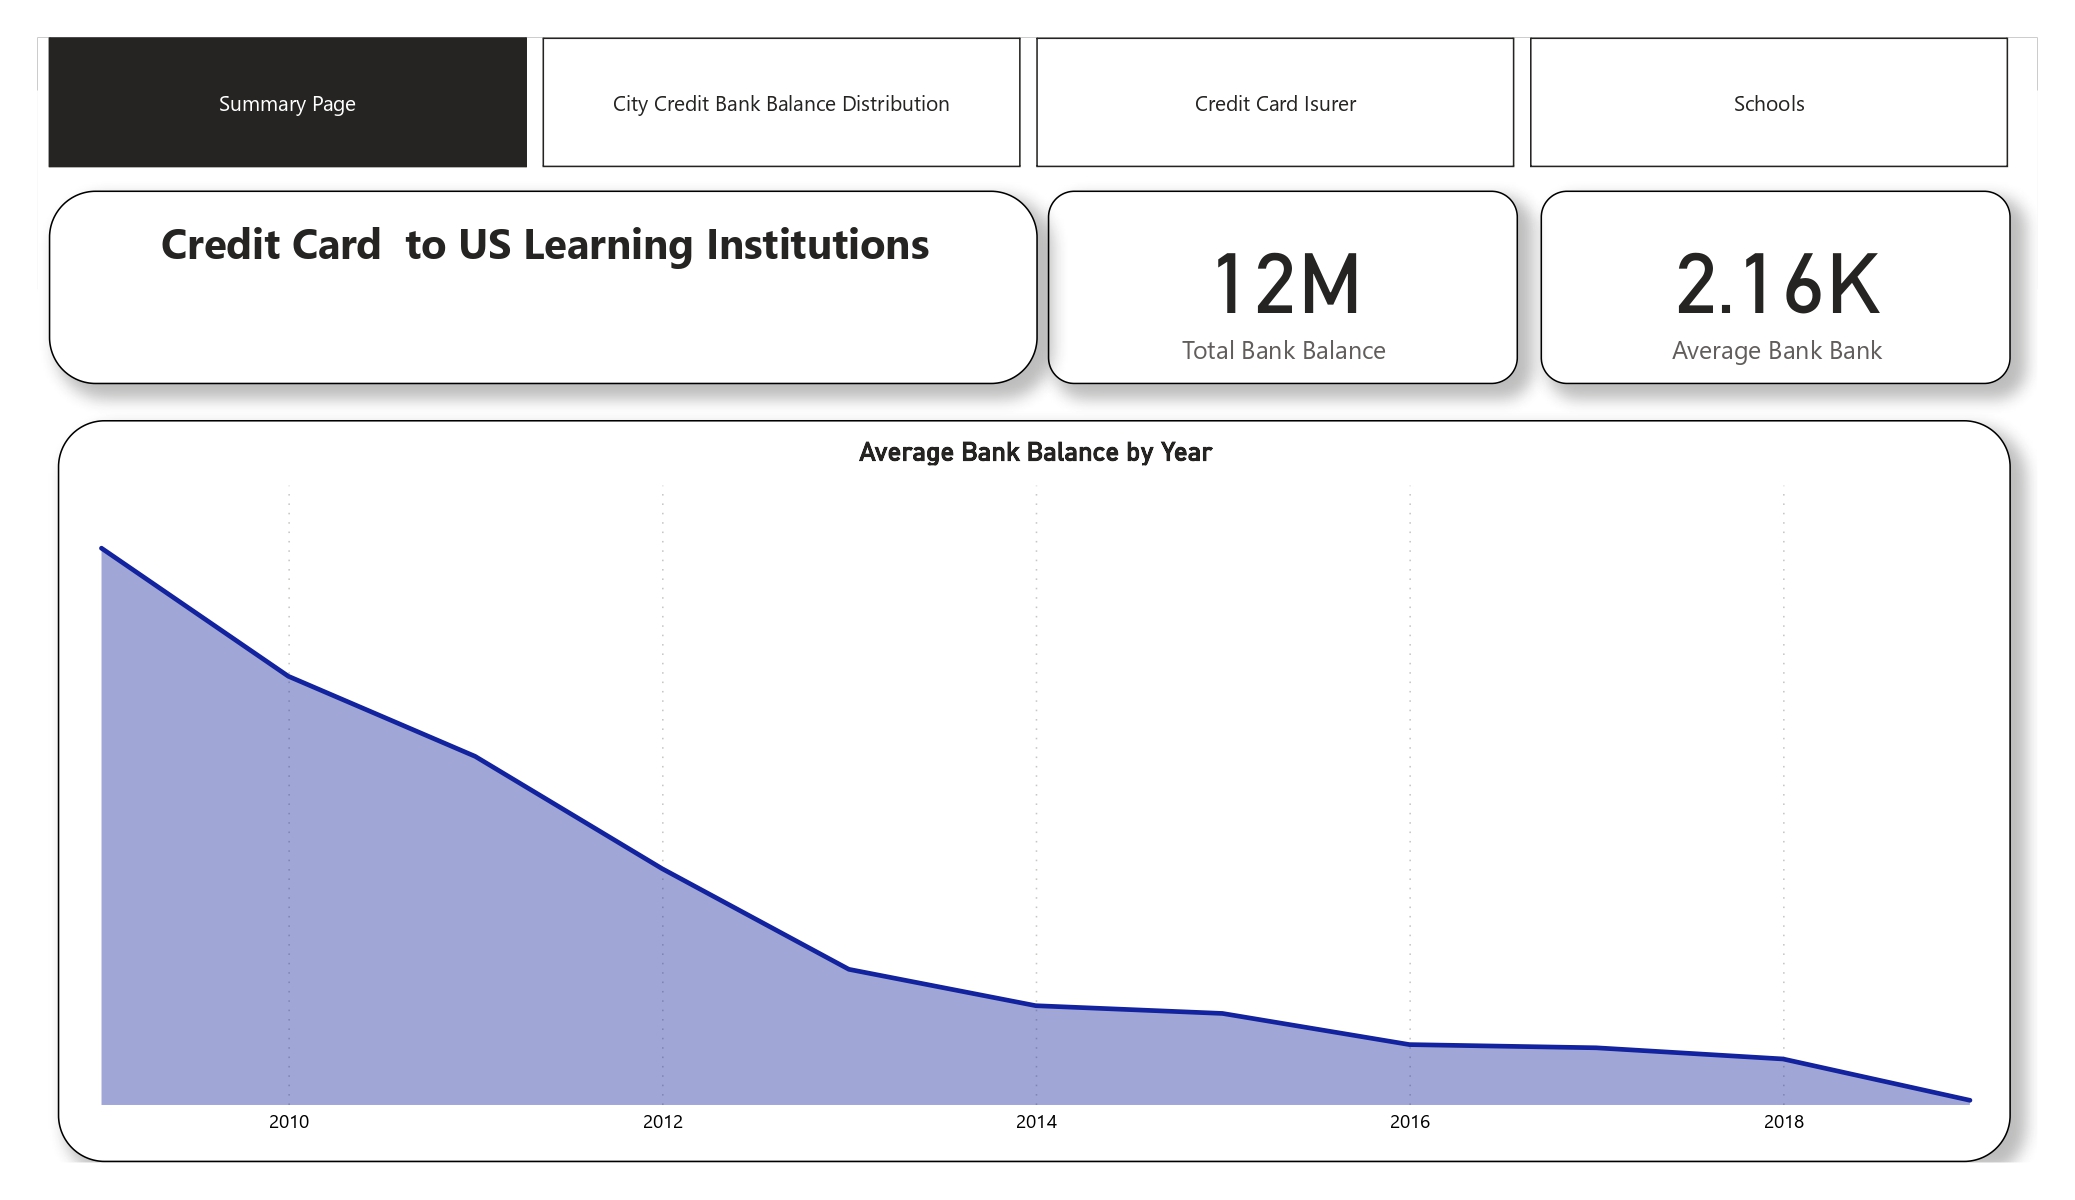 Summary Page
City Credit Bank Balance Distribution
Credit Card Isurer
Schools
Credit Card  to US Learning Institutions
12M
Total Bank Balance
2.16K
Average Bank Bank
Average Bank Balance by Year
2010
2012
2014
2016
2018